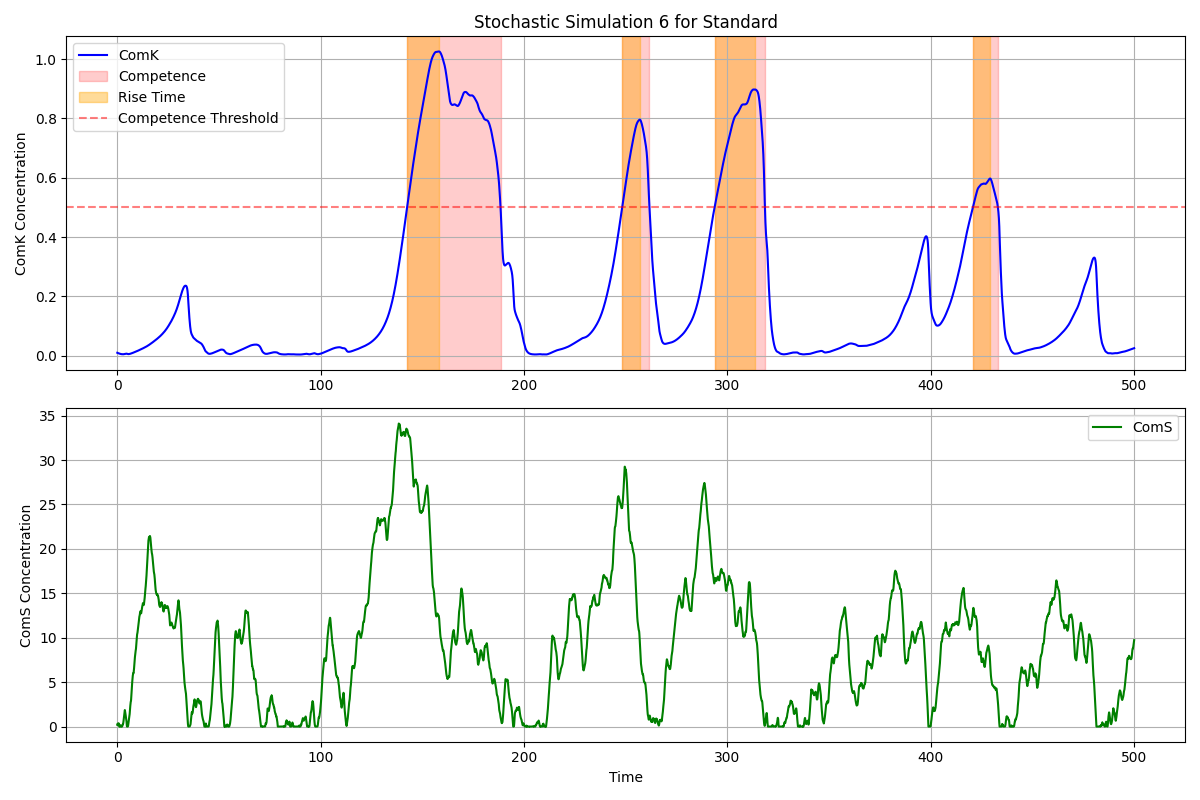 Stochastic Simulation 6 for Standard
ComK Concentration
1.0
0.8
0.6
0.4
0.2
0.0
ComK
Competence
Rise Time
Competence Threshold
0 100 200 300 400 500
ComS Concentration
35
30
25
20
15
10
5
0
ComS
0 100 200 300 400 500
Time